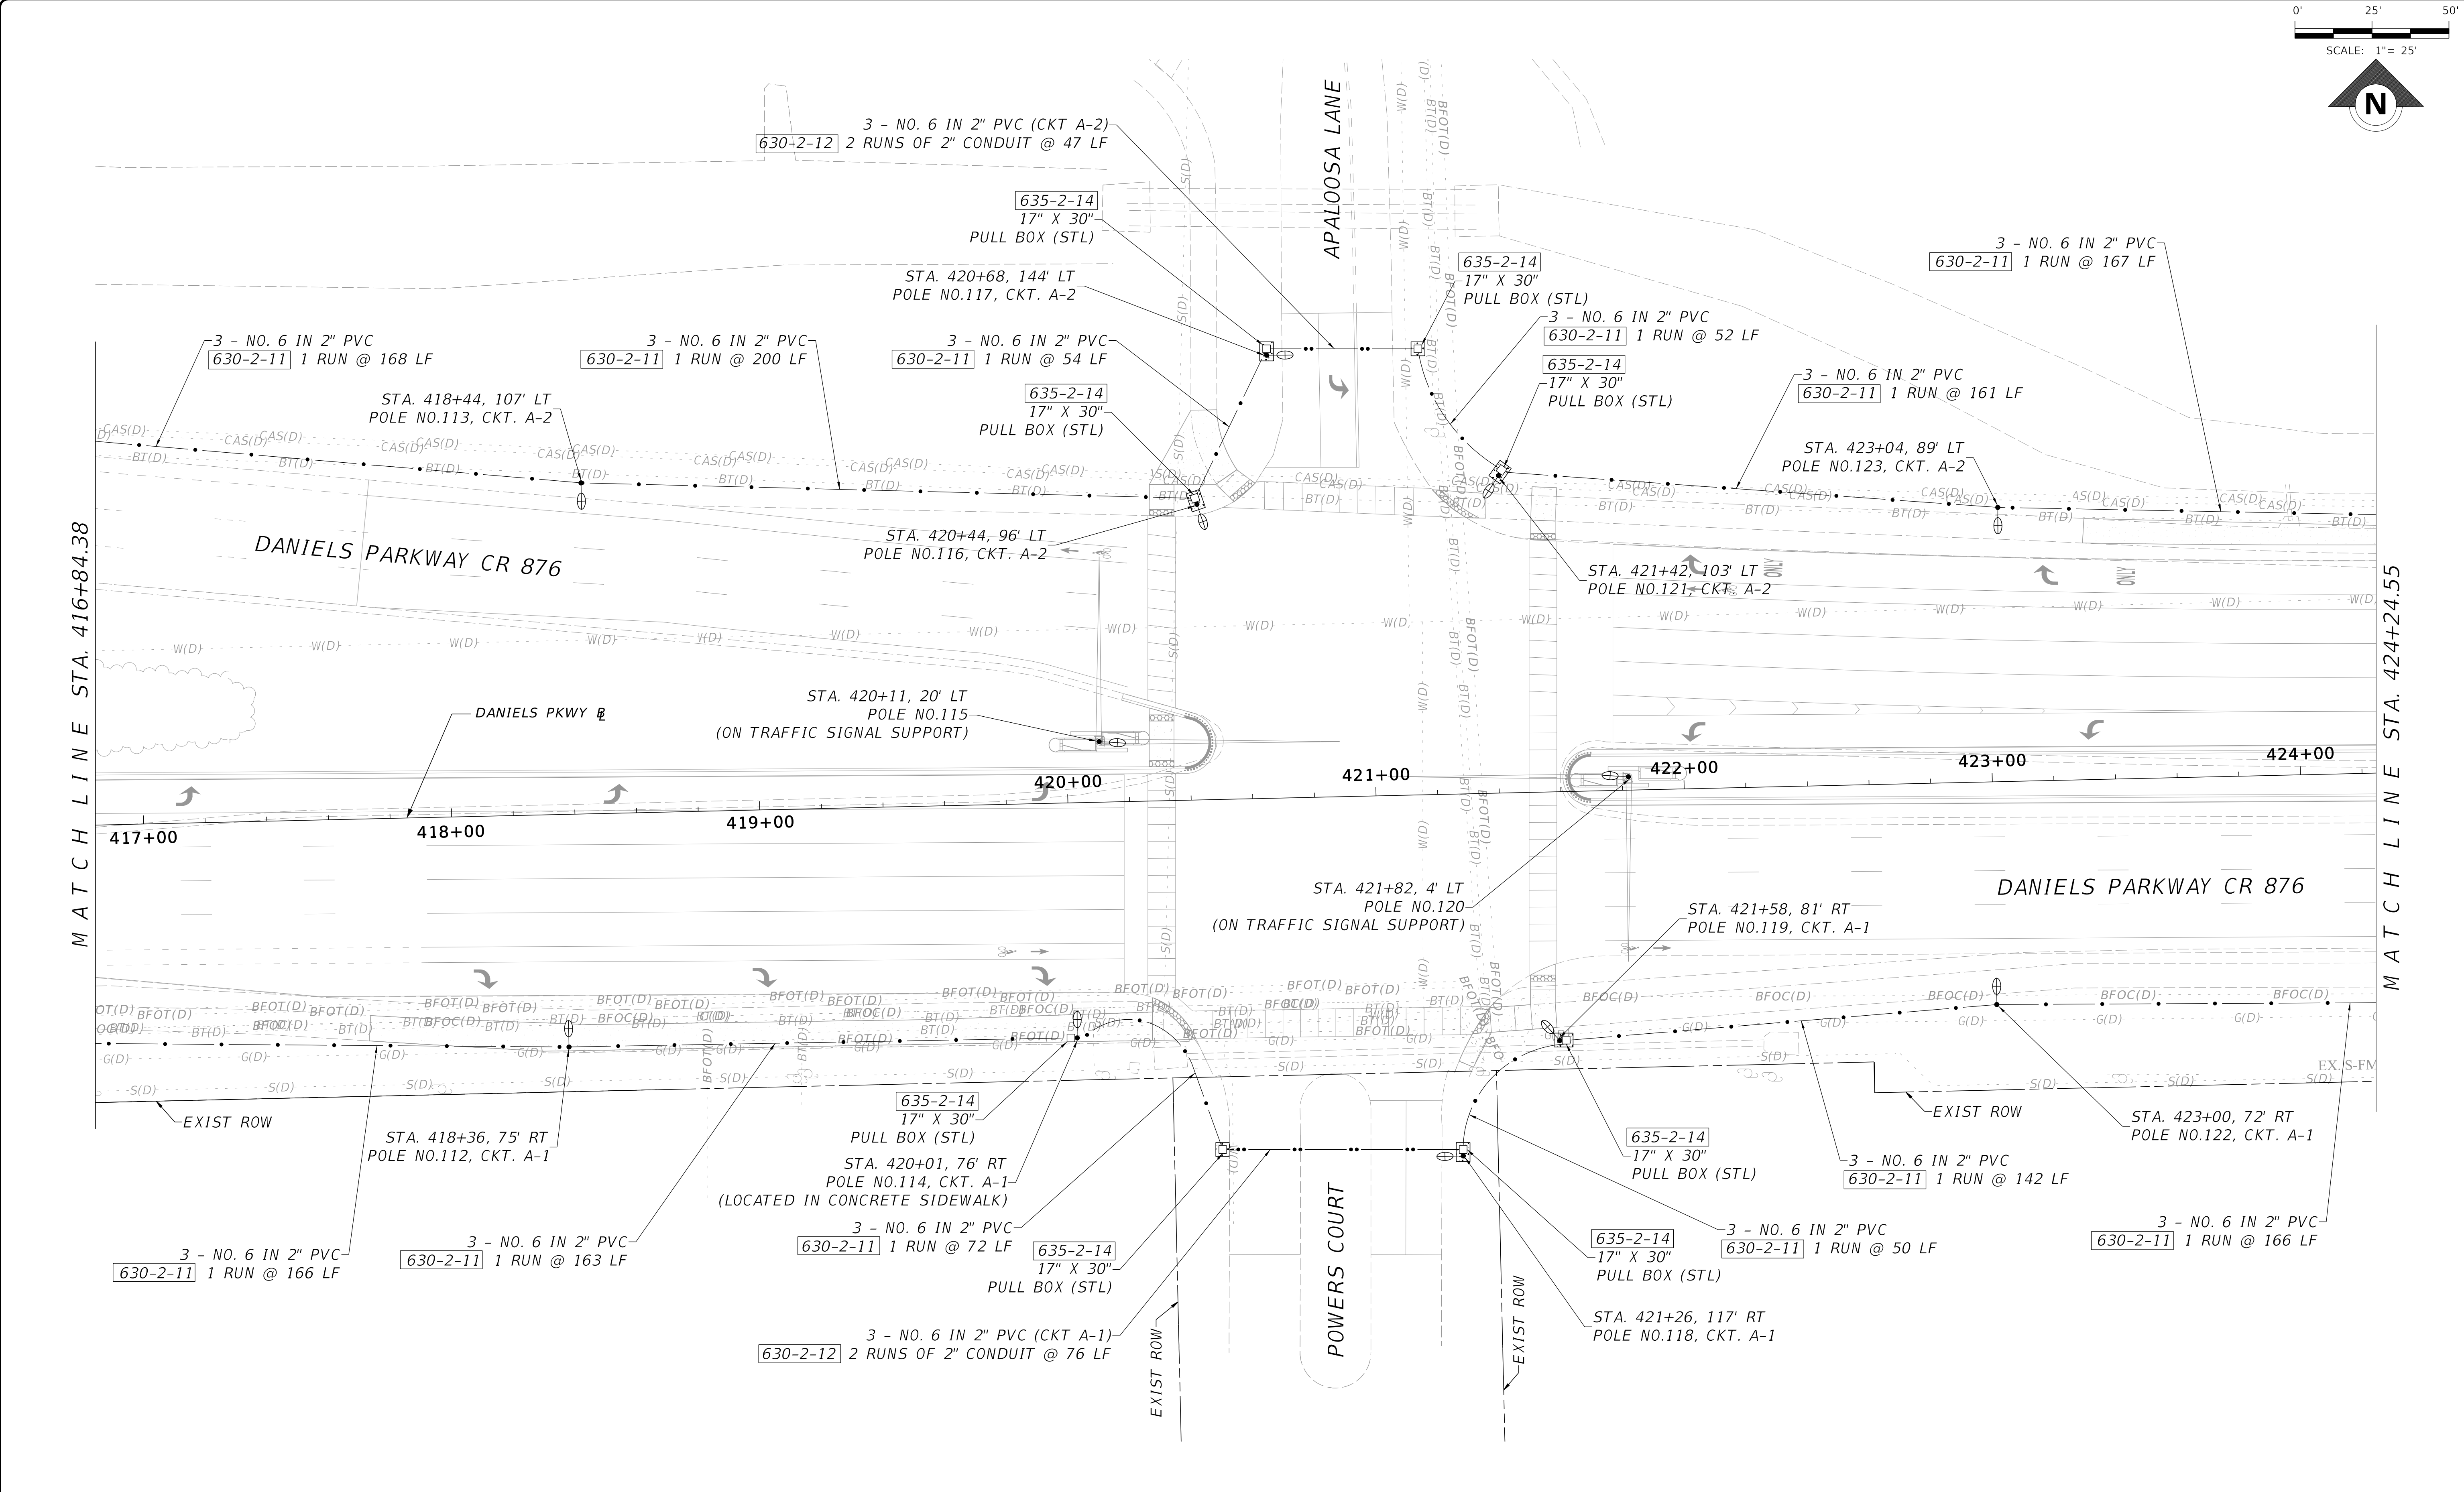 0' 25' 50'
SCALE: 1"= 25'
N
3 - NO. 6 IN 2" PVC (CKT A-2)
630-2-12 2 RUNS OF 2" CONDUIT @ 47 LF
APALOOSA LANE
635-2-14
17" X 30"
PULL BOX (STL)
STA. 420+68, 144' LT
POLE NO.117, CKT. A-2
635-2-14
17" X 30"
PULL BOX (STL)
3 - NO. 6 IN 2" PVC
630-2-11 1 RUN @ 167 LF
3 - NO. 6 IN 2" PVC
630-2-11 1 RUN @ 168 LF
3 - NO. 6 IN 2" PVC
630-2-11 1 RUN @ 200 LF
3 - NO. 6 IN 2" PVC
630-2-11 1 RUN @ 54 LF
3 - NO. 6 IN 2" PVC
630-2-11 1 RUN @ 52 LF
635-2-14
17" X 30"
PULL BOX (STL)
635-2-14
17" X 30"
PULL BOX (STL)
3 - NO. 6 IN 2" PVC
630-2-11 1 RUN @ 161 LF
STA. 418+44, 107' LT
POLE NO.113, CKT. A-2
STA. 423+04, 89' LT
POLE NO.123, CKT. A-2
STA. 420+44, 96' LT
POLE NO.116, CKT. A-2
STA. 421+42, 103' LT
POLE NO.121, CKT. A-2
DANIELS PARKWAY CR 876
ONLY
ONLY
MATCH LINE STA. 416+84.38
MATCH LINE STA. 424+24.55
STA. 420+11, 20' LT
POLE NO.115
(ON TRAFFIC SIGNAL SUPPORT)
DANIELS PKWY BL
417+00
418+00
419+00
420+00
421+00
422+00
423+00
424+00
STA. 421+82, 4' LT
POLE NO.120
(ON TRAFFIC SIGNAL SUPPORT)
DANIELS PARKWAY CR 876
STA. 421+58, 81' RT
POLE NO.119, CKT. A-1
EX. S-FM
EXIST ROW
EXIST ROW
STA. 418+36, 75' RT
POLE NO.112, CKT. A-1
635-2-14
17" X 30"
PULL BOX (STL)
STA. 420+01, 76' RT
POLE NO.114, CKT. A-1
(LOCATED IN CONCRETE SIDEWALK)
STA. 423+00, 72' RT
POLE NO.122, CKT. A-1
635-2-14
17" X 30"
PULL BOX (STL)
3 - NO. 6 IN 2" PVC
630-2-11 1 RUN @ 142 LF
3 - NO. 6 IN 2" PVC
630-2-11 1 RUN @ 166 LF
3 - NO. 6 IN 2" PVC
630-2-11 1 RUN @ 163 LF
3 - NO. 6 IN 2" PVC
630-2-11 1 RUN @ 72 LF
635-2-14
17" X 30"
PULL BOX (STL)
635-2-14
17" X 30"
PULL BOX (STL)
3 - NO. 6 IN 2" PVC
630-2-11 1 RUN @ 50 LF
3 - NO. 6 IN 2" PVC
630-2-11 1 RUN @ 166 LF
3 - NO. 6 IN 2" PVC (CKT A-1)
630-2-12 2 RUNS OF 2" CONDUIT @ 76 LF
STA. 421+26, 117' RT
POLE NO.118, CKT. A-1
POWERS COURT
EXIST ROW
EXIST ROW
CAS(D)
BT(D)
W(D)
S(D)
BFOT(D)
BFOC(D)
G(D)